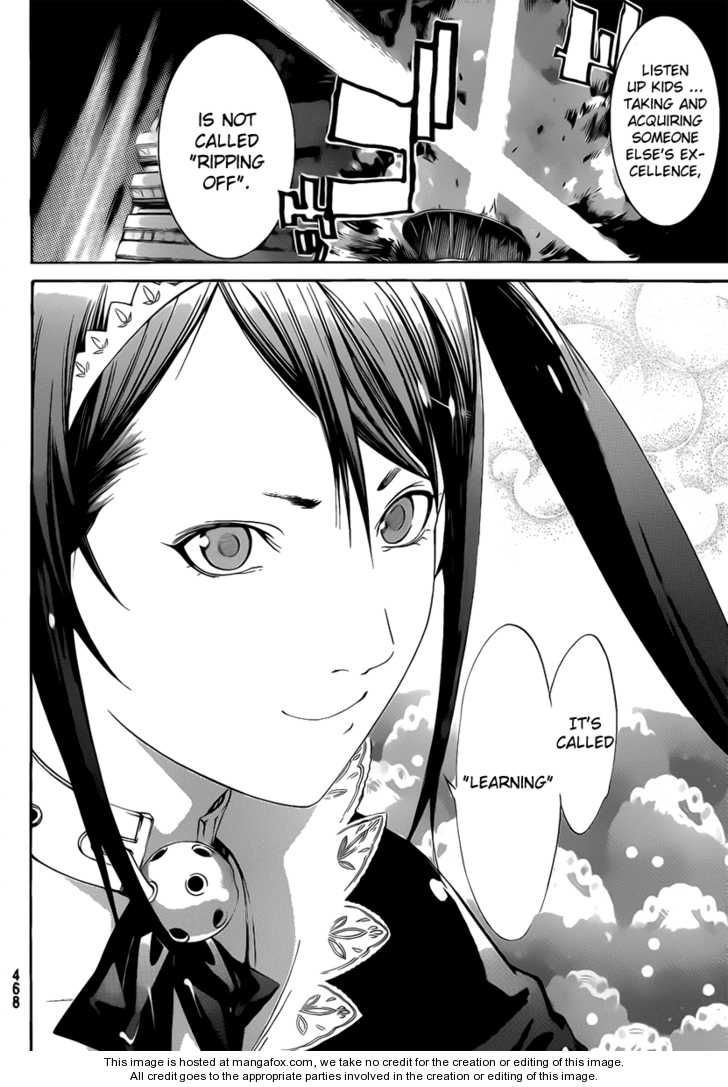 LISTEN
UP KIDS ...
TAKING AND
ACQUIRING
SOMEONE
ELSE'S EX-
CELLENCE,
IS NOT
CALLED
"RIPPING
OFF".
IT'S
CALLED
"LEARNING"
468
This image is hosted at mangafox.com, we take no credit for the creation or editing of this image.
All credit goes to the appropriate parties involved in the creation or editing of this image.